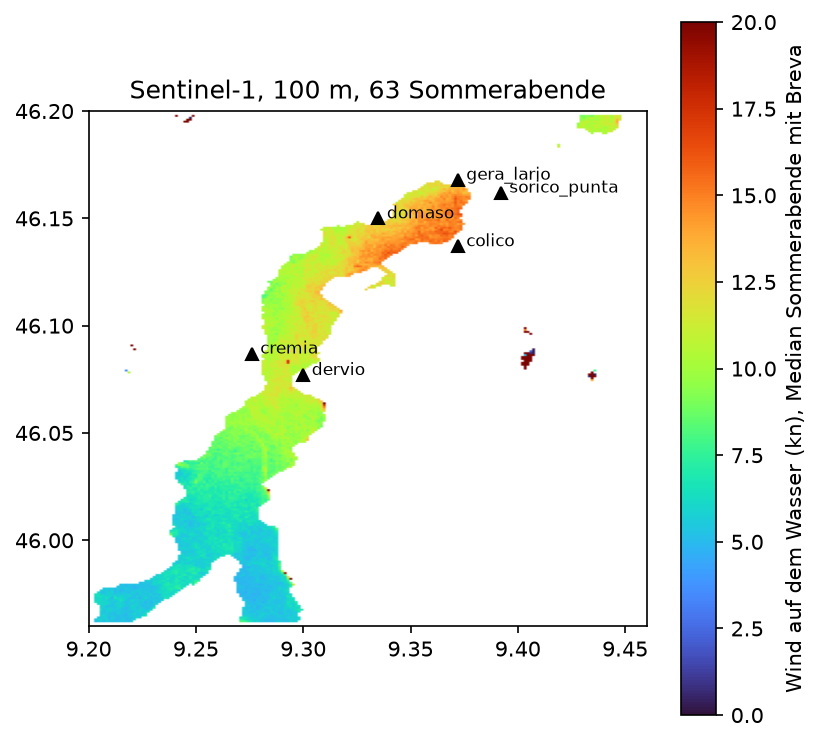 Sentinel-1, 100 m, 63 Sommerabende
46.20
46.15
46.10
46.05
46.00
9.20
9.25
9.30
9.35
9.40
9.45
gera_lario
sorico_punta
domaso
colico
cremia
dervio
20.0
17.5
15.0
12.5
10.0
7.5
5.0
2.5
0.0
Wind auf dem Wasser (kn), Median Sommerabende mit Breva